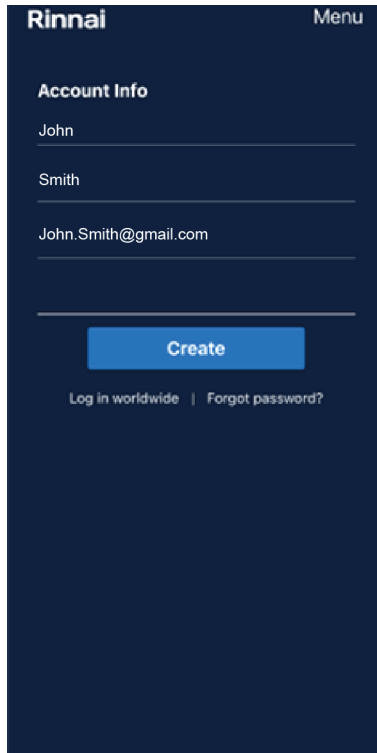 Rinnai Menu
Account Info
John
Smith
John.Smith@gmail.com
Create
Log in worldwide | Forgot password?